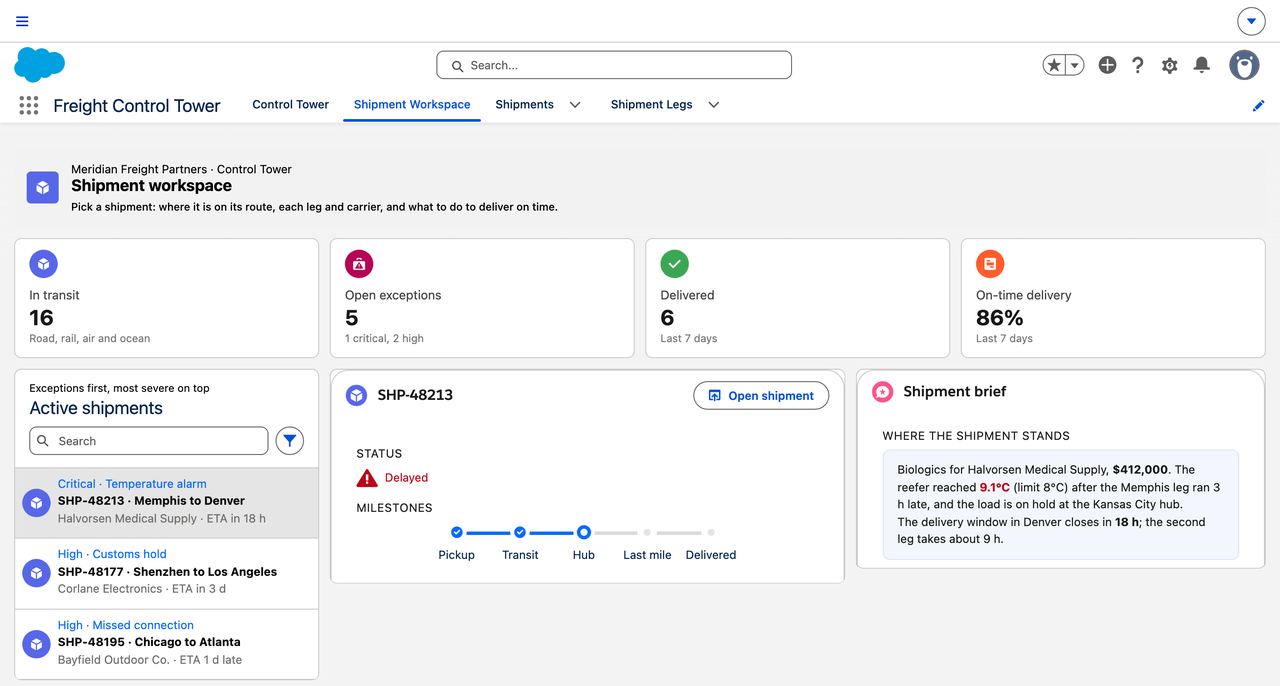 Search...
Freight Control Tower
Control Tower
Shipment Workspace
Shipments
Shipment Legs
Meridian Freight Partners · Control Tower
Shipment workspace
Pick a shipment: where it is on its route, each leg and carrier, and what to do to deliver on time.
In transit
16
Road, rail, air and ocean
Open exceptions
5
1 critical, 2 high
Delivered
6
Last 7 days
On-time delivery
86%
Last 7 days
Exceptions first, most severe on top
Active shipments
Search
Critical · Temperature alarm
SHP-48213 · Memphis to Denver
Halvorsen Medical Supply · ETA in 18 h
High · Customs hold
SHP-48177 · Shenzhen to Los Angeles
Corlane Electronics · ETA in 3 d
High · Missed connection
SHP-48195 · Chicago to Atlanta
Bayfield Outdoor Co. · ETA 1 d late
SHP-48213
Open shipment
STATUS
Delayed
MILESTONES
Pickup
Transit
Hub
Last mile
Delivered
Shipment brief
WHERE THE SHIPMENT STANDS
Biologics for Halvorsen Medical Supply, $412,000. The
reefer reached 9.1°C (limit 8°C) after the Memphis leg ran 3
h late, and the load is on hold at the Kansas City hub.
The delivery window in Denver closes in 18 h; the second
leg takes about 9 h.